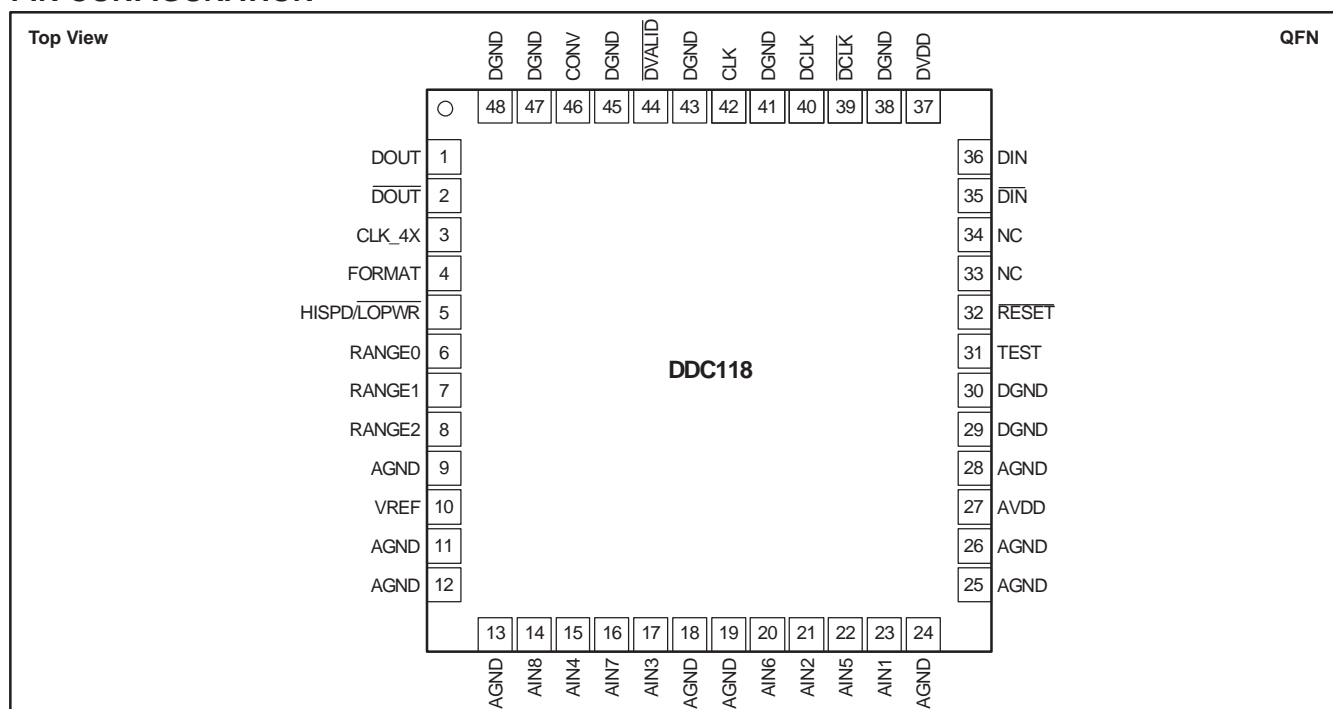 Top View
QFN
DGND
DGND
CONV
DGND
DVALID
DGND
CLK
DGND
DCLK
DCLK
DGND
DVDD
48 47 46 45 44 43 42 41 40 39 38 37
DOUT 1
DOUT 2
CLK_4X 3
FORMAT 4
HISPD/LOPWR 5
RANGE0 6
RANGE1 7
RANGE2 8
AGND 9
VREF 10
AGND 11
AGND 12
DDC118
36 DIN
35 DIN
34 NC
33 NC
32 RESET
31 TEST
30 DGND
29 DGND
28 AGND
27 AVDD
26 AGND
25 AGND
13 14 15 16 17 18 19 20 21 22 23 24
AGND
AIN8
AIN4
AIN7
AIN3
AGND
AGND
AIN6
AIN2
AIN5
AIN1
AGND